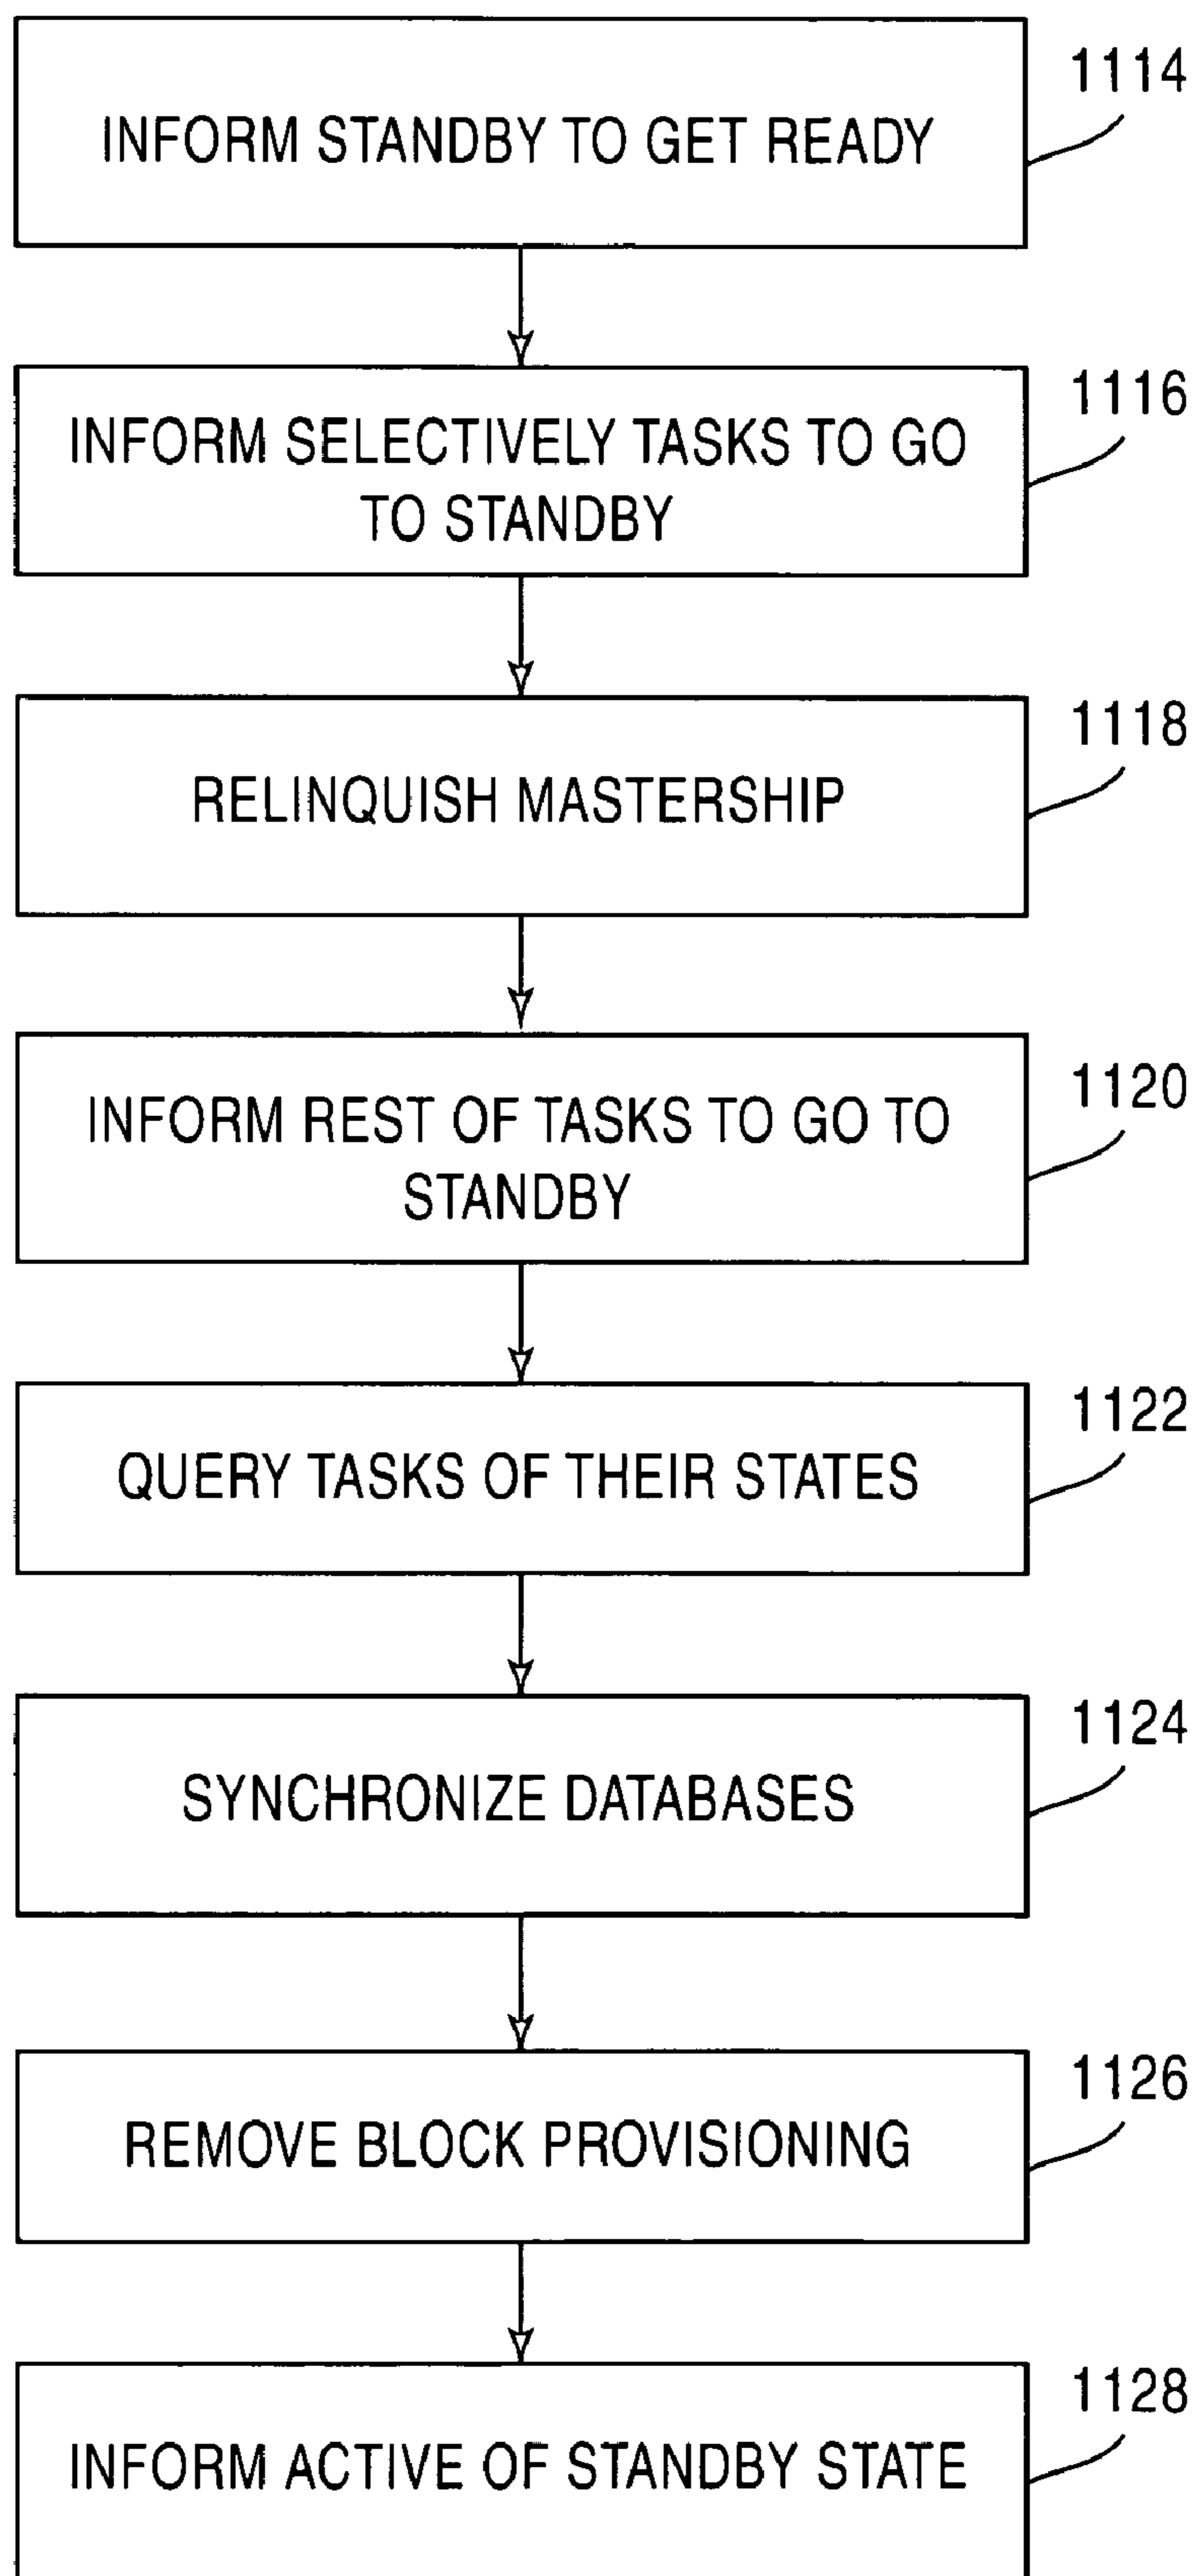 1114
INFORM STANDBY TO GET READY
1116
INFORM SELECTIVELY TASKS TO GO
TO STANDBY
1118
RELINQUISH MASTERSHIP
1120
INFORM REST OF TASKS TO GO TO
STANDBY
1122
QUERY TASKS OF THEIR STATES
1124
SYNCHRONIZE DATABASES
1126
REMOVE BLOCK PROVISIONING
1128
INFORM ACTIVE OF STANDBY STATE